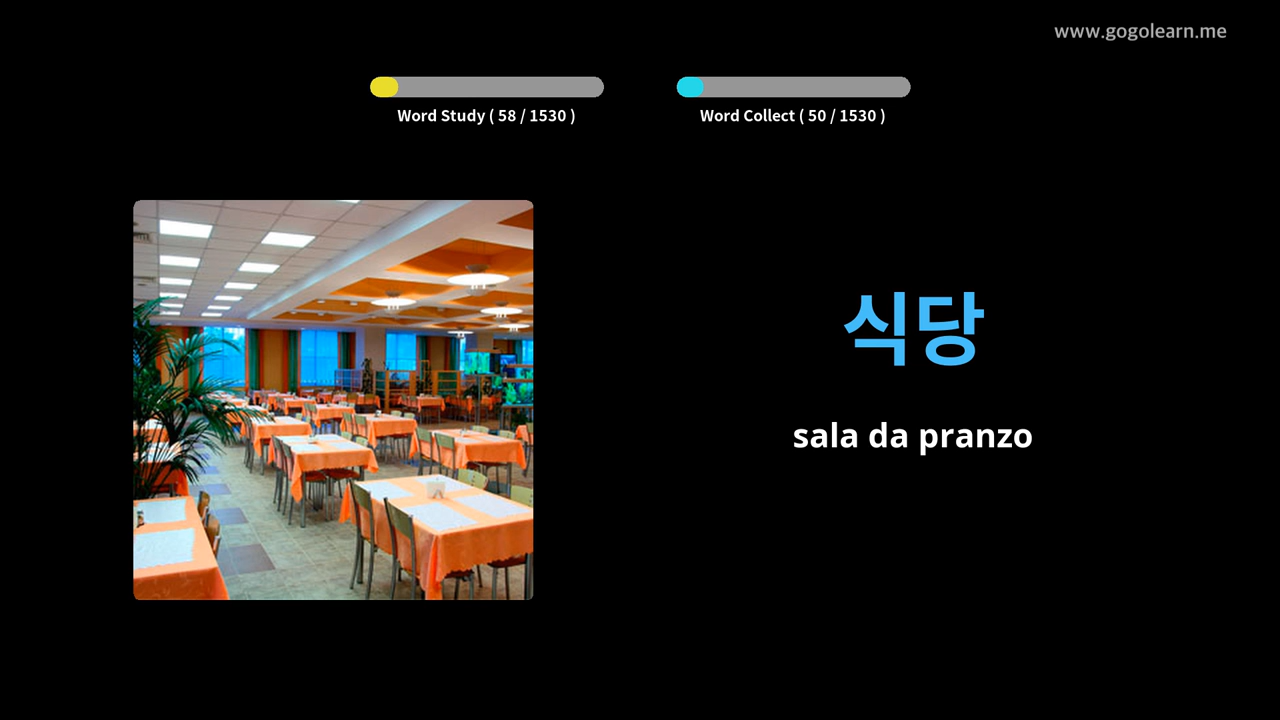 www.gogolearn.me
Word Study ( 58 / 1530 )
Word Collect ( 50 / 1530 )
식당
sala da pranzo